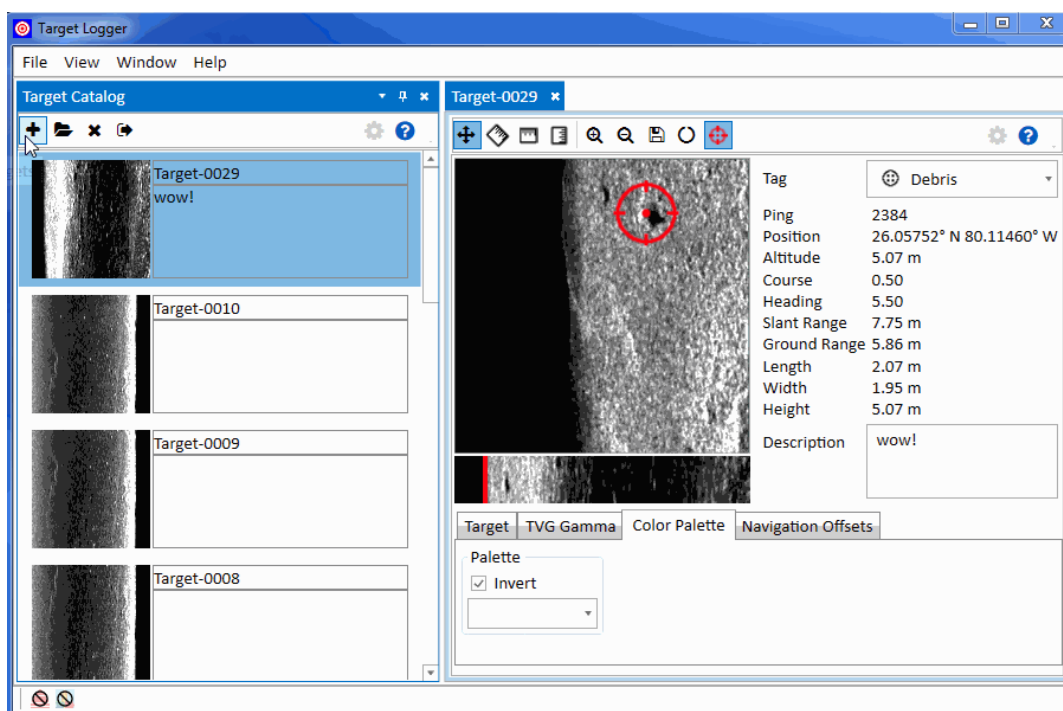 Target Logger
File View Window Help
Target Catalog
Target-0029
wow!
Target-0010
Target-0009
Target-0008
Target-0029
Tag Debris
Ping 2384
Position 26.05752° N 80.11460° W
Altitude 5.07 m
Course 0.50
Heading 5.50
Slant Range 7.75 m
Ground Range 5.86 m
Length 2.07 m
Width 1.95 m
Height 5.07 m
Description wow!
Target TVG Gamma Color Palette Navigation Offsets
Palette
Invert